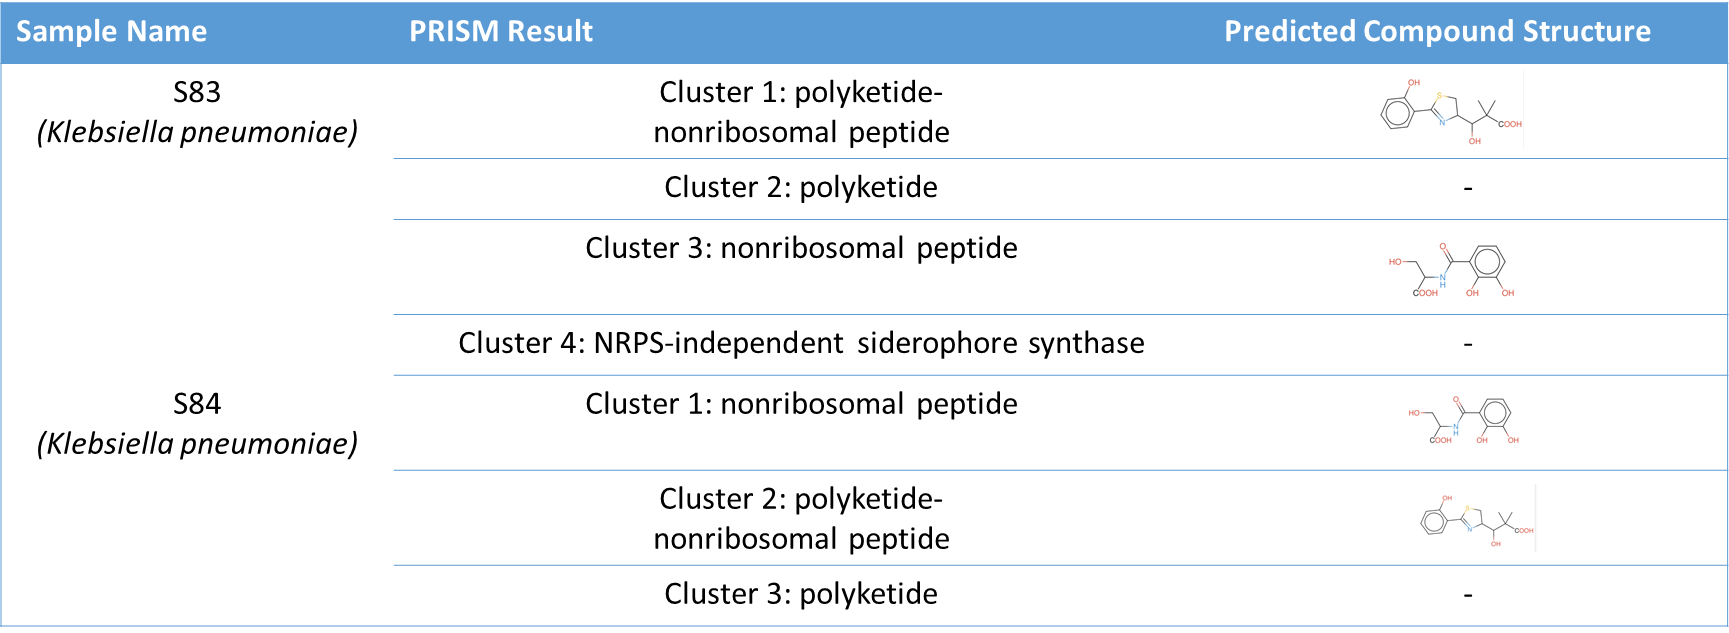 Sample Name PRISM Result Predicted Compound Structure
S83
(Klebsiella pneumoniae)
Cluster 1: polyketide-
nonribosomal peptide
OH
S
N
COOH
OH
Cluster 2: polyketide -
Cluster 3: nonribosomal peptide
O
HO
N
H
COOH OH OH
Cluster 4: NRPS-independent siderophore synthase -
S84
(Klebsiella pneumoniae)
Cluster 1: nonribosomal peptide
O
HO
N
H
COOH OH OH
Cluster 2: polyketide-
nonribosomal peptide
OH
S
N
COOH
OH
Cluster 3: polyketide -